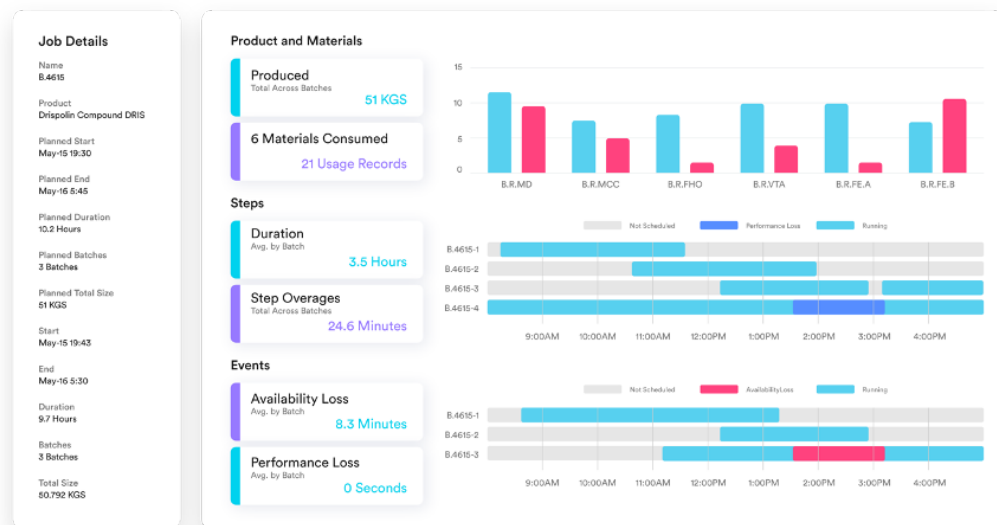 Job Details
Name
B.4615
Product
Drispolin Compound DRIS
Planned Start
May-15 19:30
Planned End
May-16 5:45
Planned Duration
10.2 Hours
Planned Batches
3 Batches
Planned Total Size
51 KGS
Start
May-15 19:43
End
May-16 5:30
Duration
9.7 Hours
Batches
3 Batches
Total Size
50.792 KGS
Product and Materials
Produced
Total Across Batches
51 KGS
6 Materials Consumed
21 Usage Records
15
10
5
0
B.R.MD B.R.MCC B.R.FHO B.R.VTA B.R.FE.A B.R.FE.B
Steps
Duration
Avg. by Batch
3.5 Hours
Step Overages
Total Across Batches
24.6 Minutes
Not Scheduled Performance Loss Running
B.4615-1
B.4615-2
B.4615-3
B.4615-4
9:00AM 10:00AM 11:00AM 12:00PM 1:00PM 2:00PM 3:00PM 4:00PM
Events
Availability Loss
Avg. by Batch
8.3 Minutes
Performance Loss
Avg. by Batch
0 Seconds
Not Scheduled AvailabilityLoss Running
B.4615-1
B.4615-2
B.4615-3
9:00AM 10:00AM 11:00AM 12:00PM 1:00PM 2:00PM 3:00PM 4:00PM